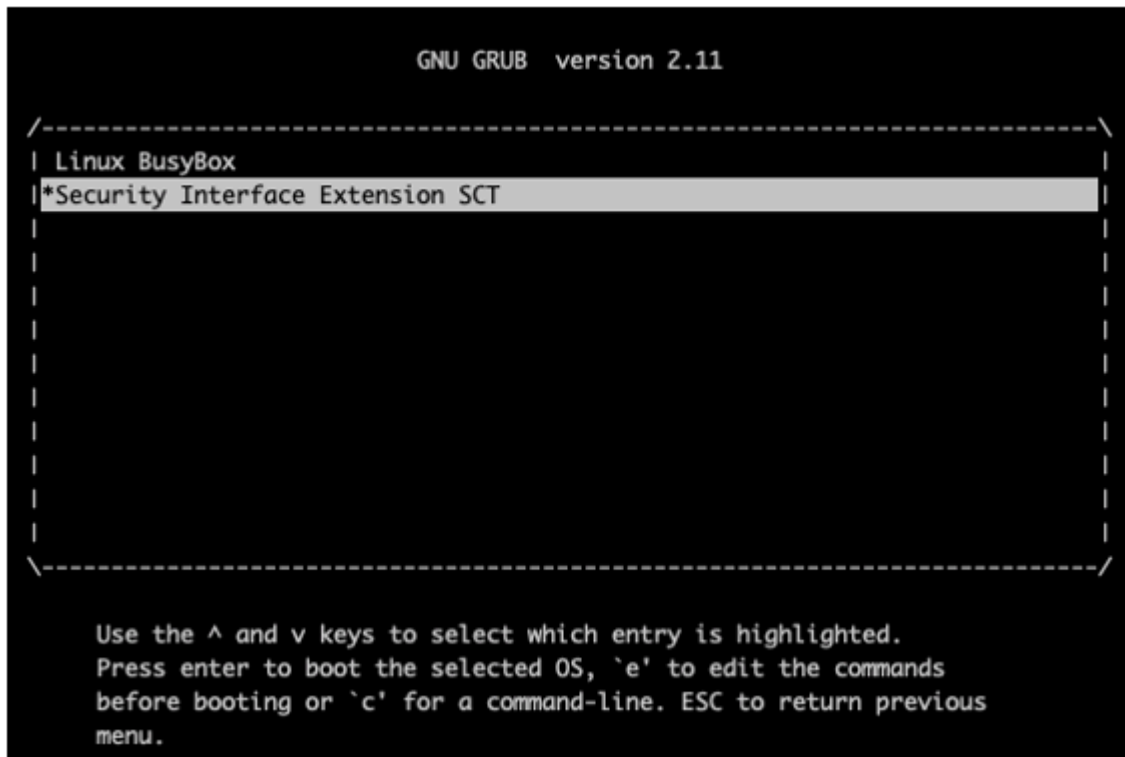 GNU GRUB  version 2.11
/----------------------------------------------------------------------------\
| Linux BusyBox                                                              |
|*Security Interface Extension SCT                                           |
\----------------------------------------------------------------------------/
Use the ^ and v keys to select which entry is highlighted.
Press enter to boot the selected OS, `e' to edit the commands
before booting or `c' for a command-line. ESC to return previous
menu.